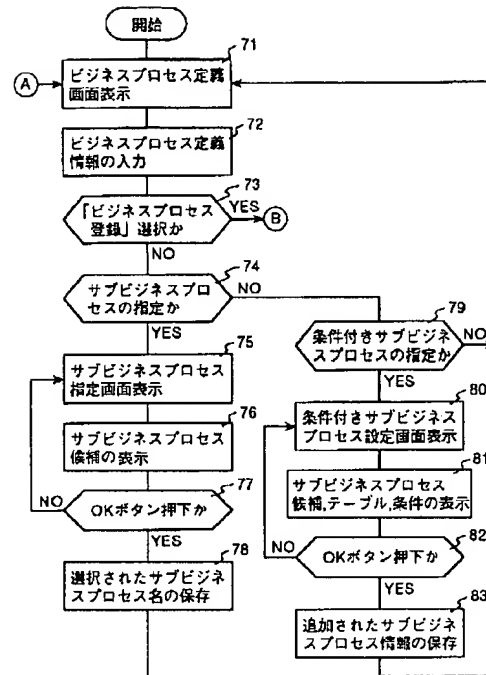 開始
71
A
ビジネスプロセス定義
画面表示
72
ビジネスプロセス定義
情報の入力
73
「ビジネスプロセス
登録」選択か
YES
B
NO
74
サブビジネスプロ
セスの指定か
NO
YES
75
サブビジネスプロセス
指定画面表示
76
サブビジネスプロセス
候補の表示
77
NO
OKボタン押下か
YES
78
選択されたサブビジネ
スプロセス名の保存
79
条件付きサブビジネ
スプロセスの指定か
NO
YES
80
条件付きサブビジネス
プロセス設定画面表示
81
サブビジネスプロセス
候補,テーブル,条件の表示
82
NO
OKボタン押下か
YES
83
追加されたサブビジネ
スプロセス情報の保存